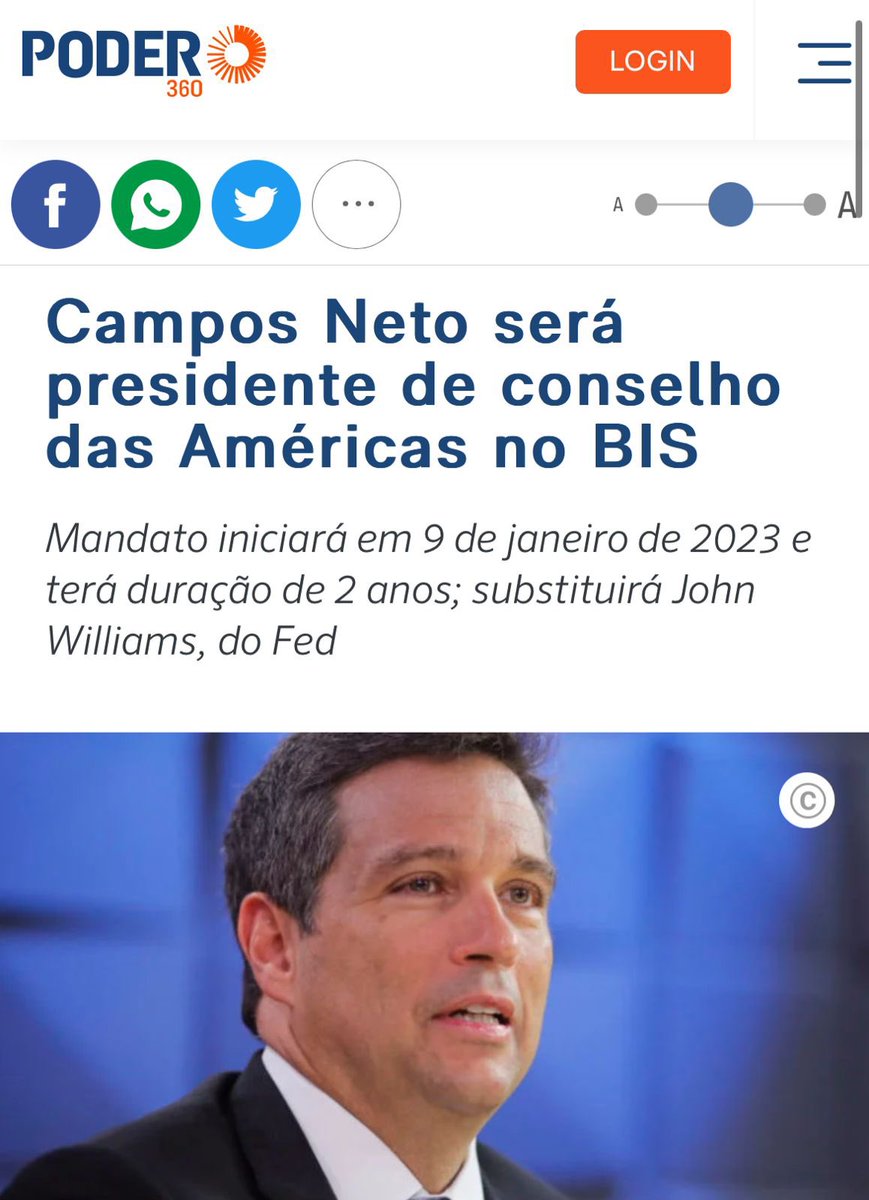 PODER
360
LOGIN
A
A
Campos Neto será
presidente de conselho
das Américas no BIS
Mandato iniciará em 9 de janeiro de 2023 e
terá duração de 2 anos; substituirá John
Williams, do Fed
©